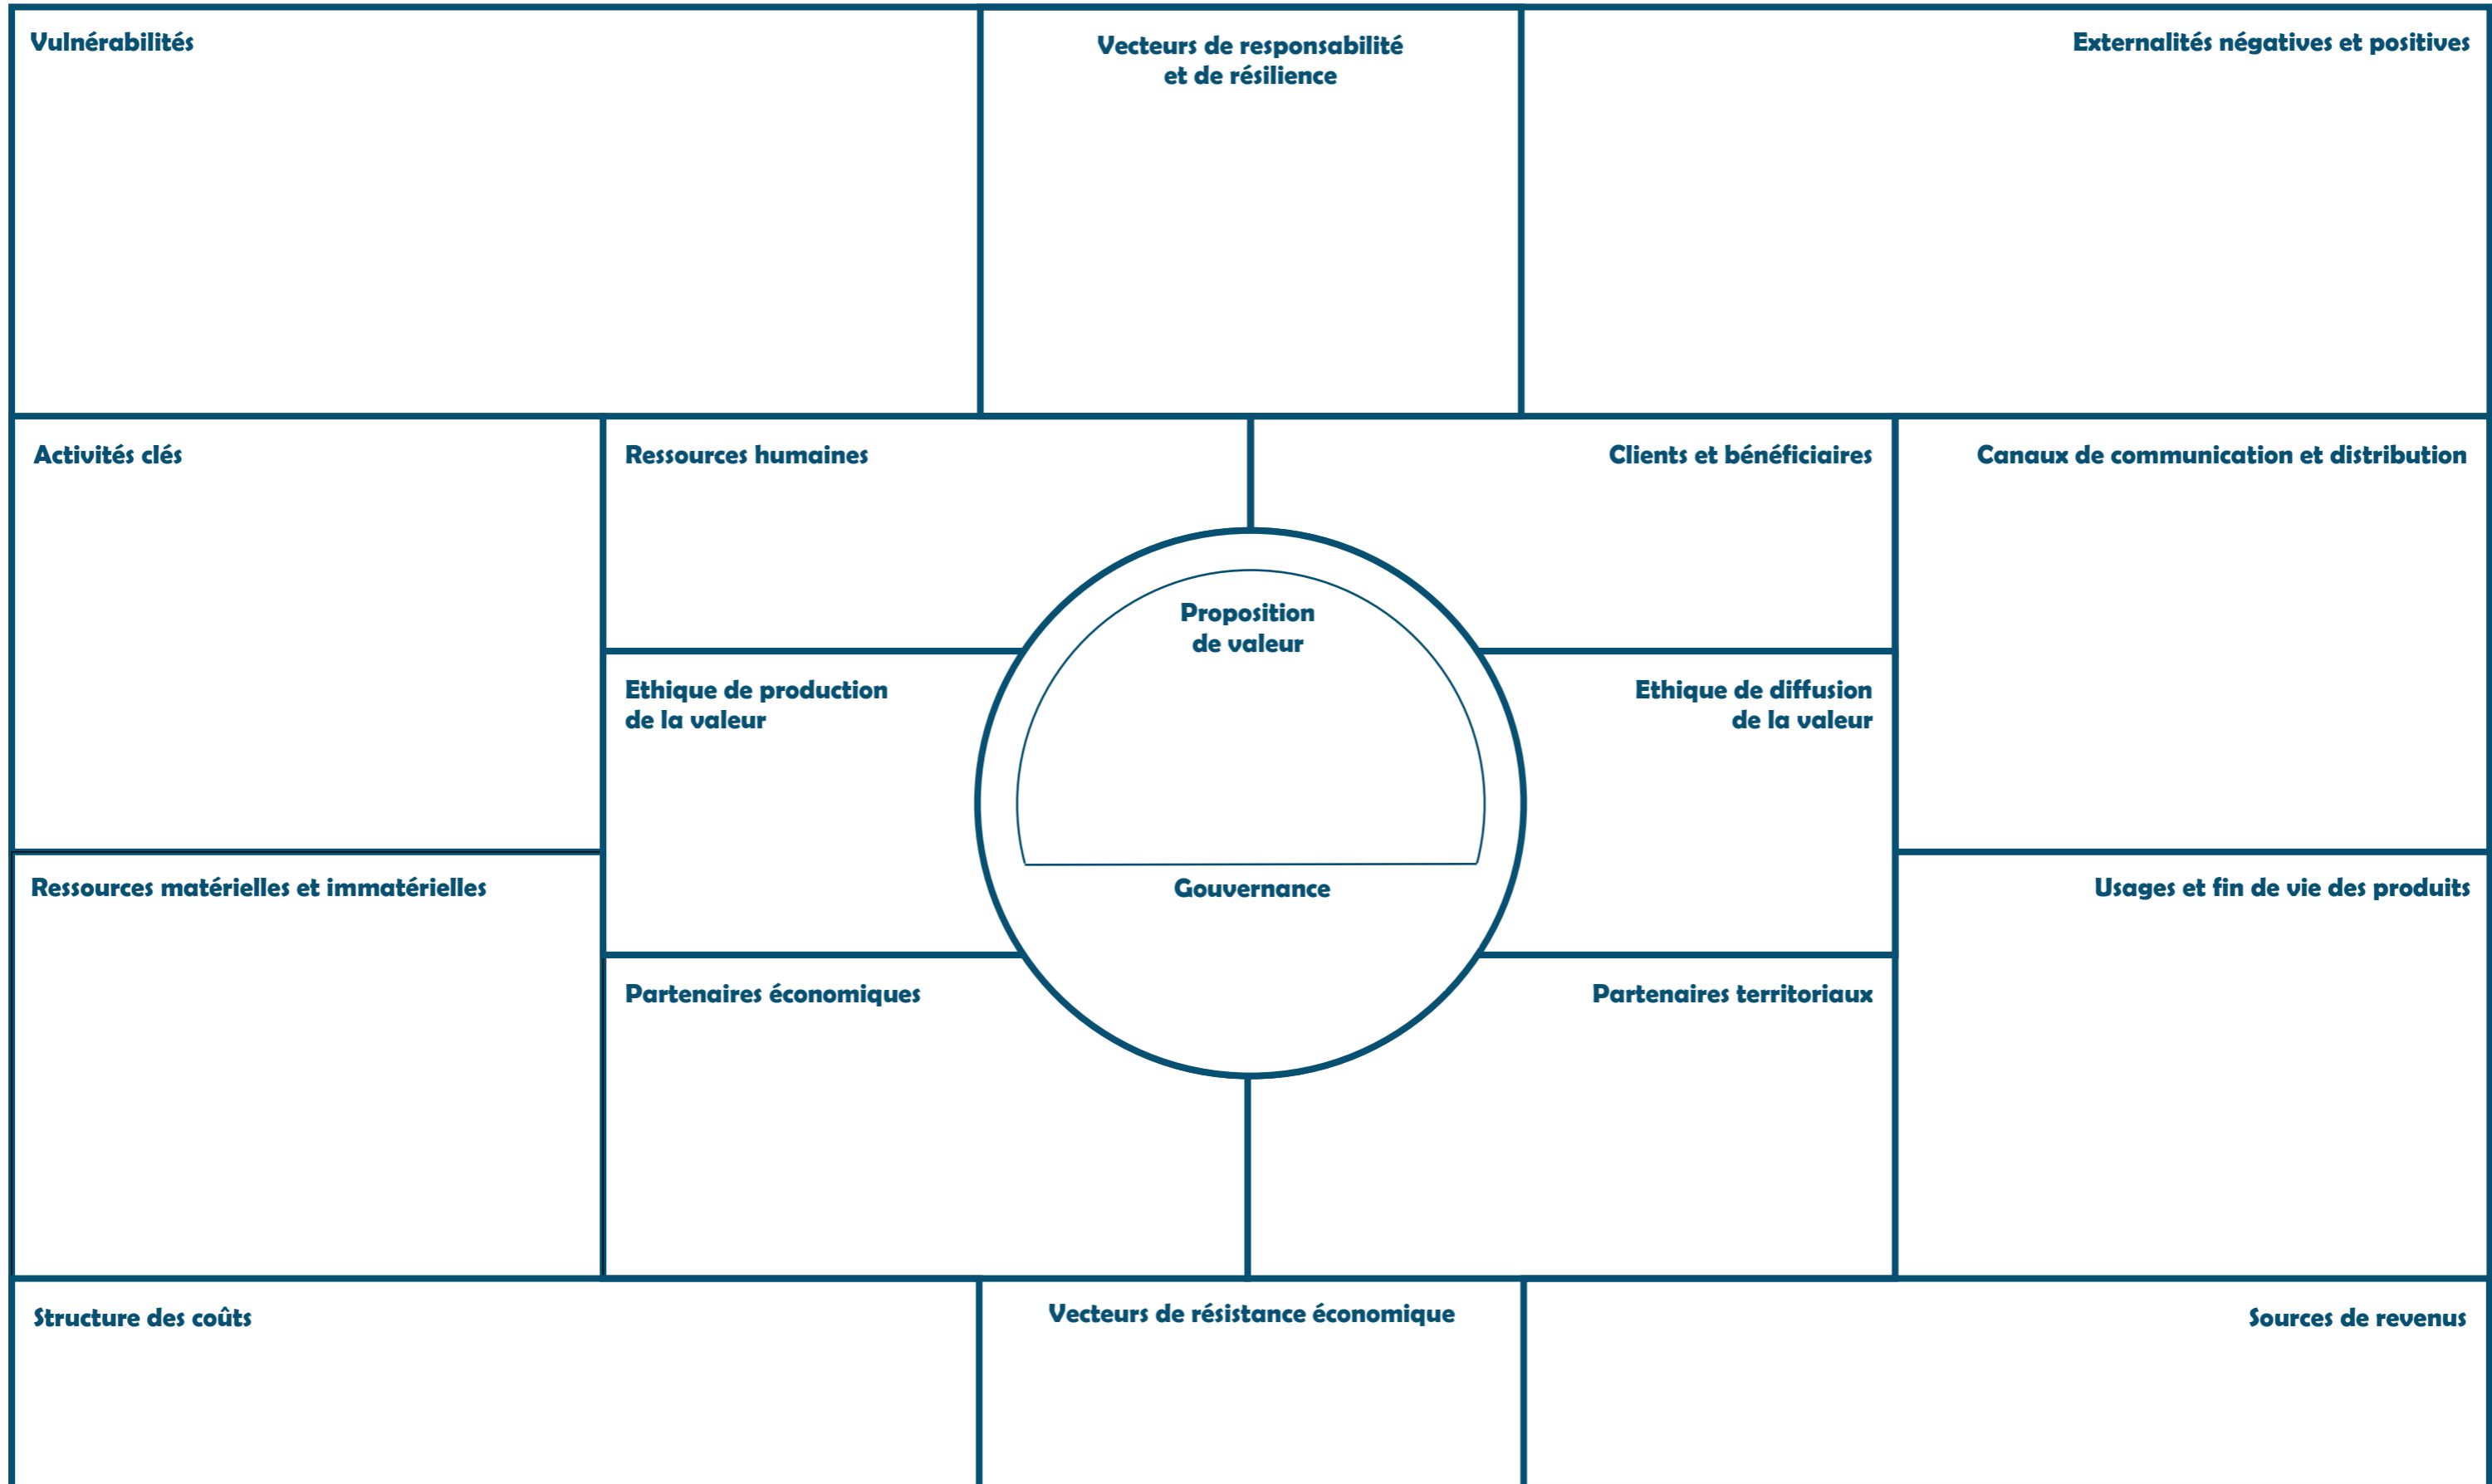 Vulnérabilités
Vecteurs de responsabilité
et de résilience
Externalités négatives et positives
Activités clés
Ressources humaines
Clients et bénéficiaires
Canaux de communication et distribution
Proposition
de valeur
Ethique de production
de la valeur
Ethique de diffusion
de la valeur
Ressources matérielles et immatérielles
Gouvernance
Usages et fin de vie des produits
Partenaires économiques
Partenaires territoriaux
Structure des coûts
Vecteurs de résistance économique
Sources de revenus